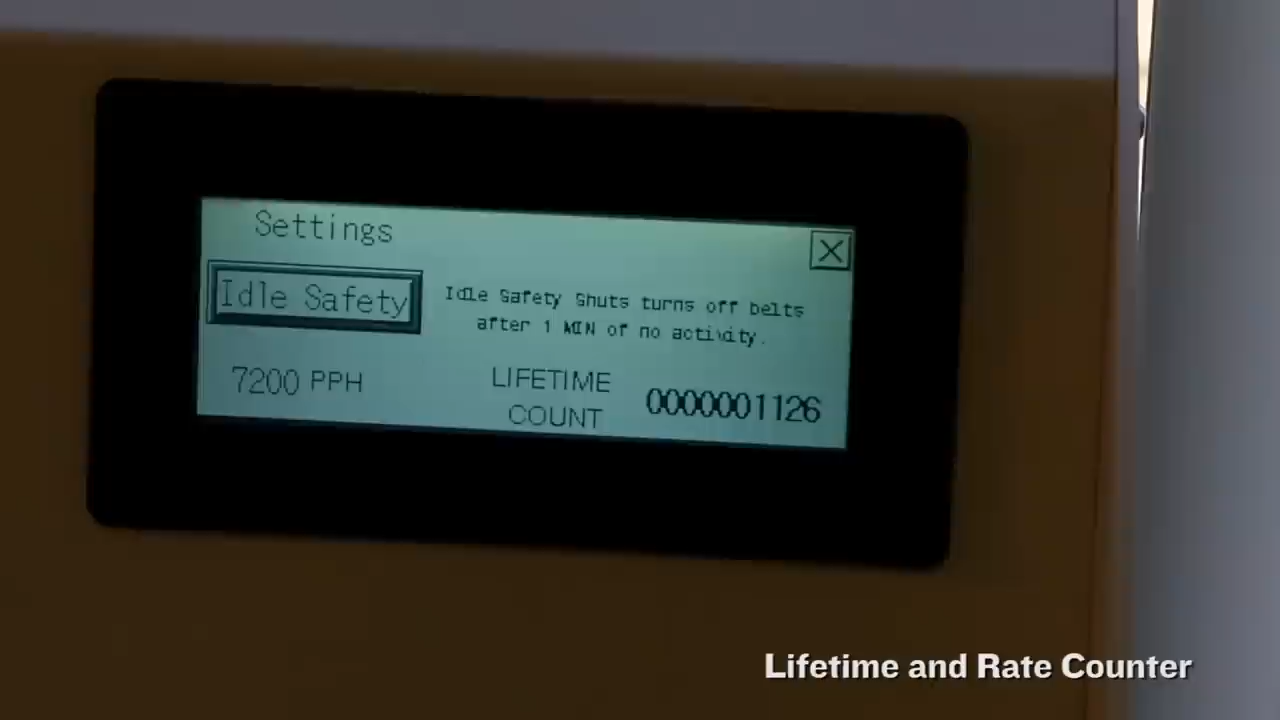 Settings
X
Idle Safety
Idle Safety Shuts turns off belts
after 1 MIN of no activity.
7200 PPH
LIFETIME
COUNT
0000001126
Lifetime and Rate Counter